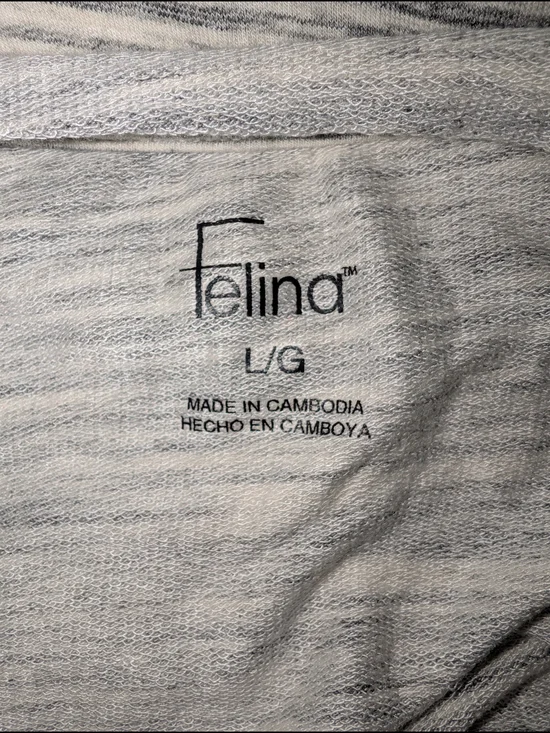 Felina™
L/G
MADE IN CAMBODIA
HECHO EN CAMBOYA